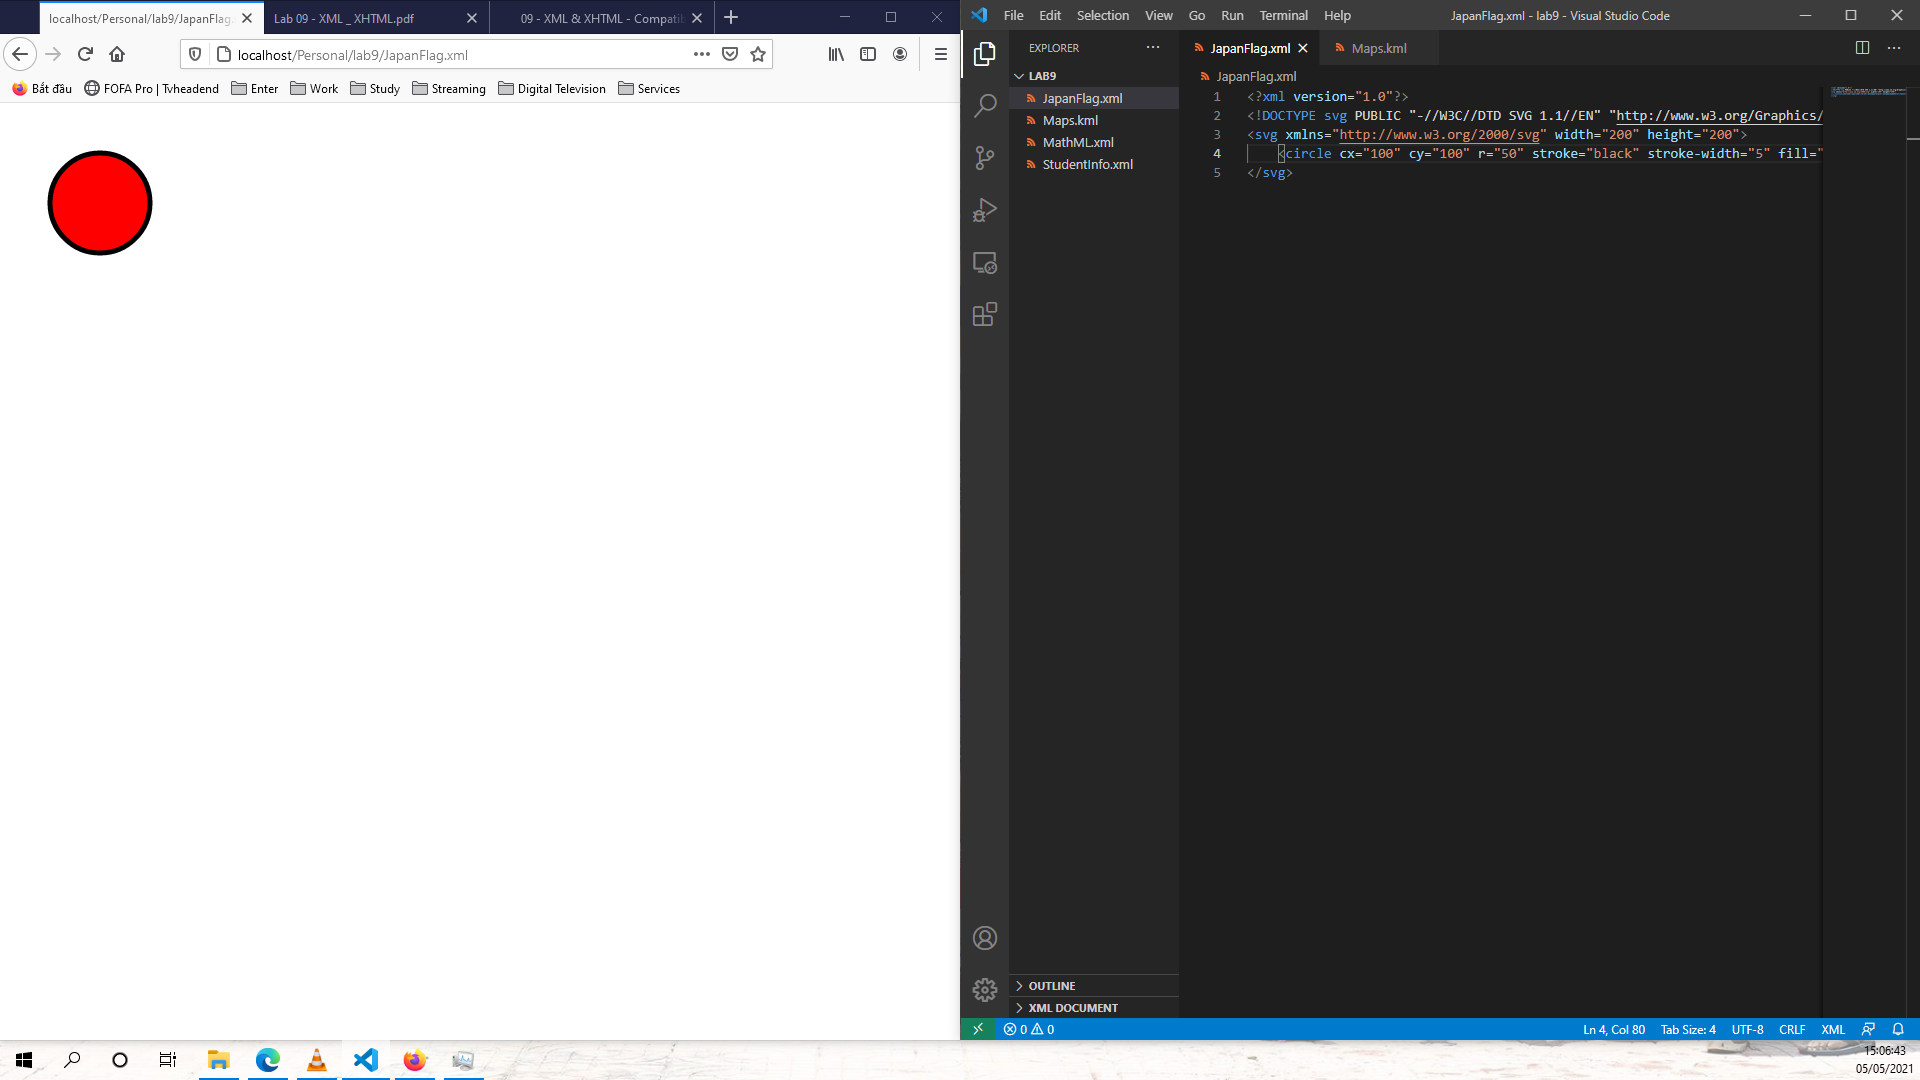 localhost/Personal/lab9/JapanFlag.
Lab 09 - XML _ XHTML.pdf
09 - XML & XHTML - Compatib
localhost/Personal/lab9/JapanFlag.xml
Bắt đầu
FOFA Pro | Tvheadend
Enter
Work
Study
Streaming
Digital Television
Services
File Edit Selection View Go Run Terminal Help
JapanFlag.xml - lab9 - Visual Studio Code
EXPLORER
LAB9
JapanFlag.xml
Maps.kml
MathML.xml
StudentInfo.xml
OUTLINE
XML DOCUMENT
JapanFlag.xml
Maps.kml
JapanFlag.xml
1 <?xml version="1.0"?>
2 <!DOCTYPE svg PUBLIC "-//W3C//DTD SVG 1.1//EN" "http://www.w3.org/Graphics/
3 <svg xmlns="http://www.w3.org/2000/svg" width="200" height="200">
4 <circle cx="100" cy="100" r="50" stroke="black" stroke-width="5" fill="
5 </svg>
0 0
Ln 4, Col 80
Tab Size: 4
UTF-8
CRLF
XML
15:06:43
05/05/2021